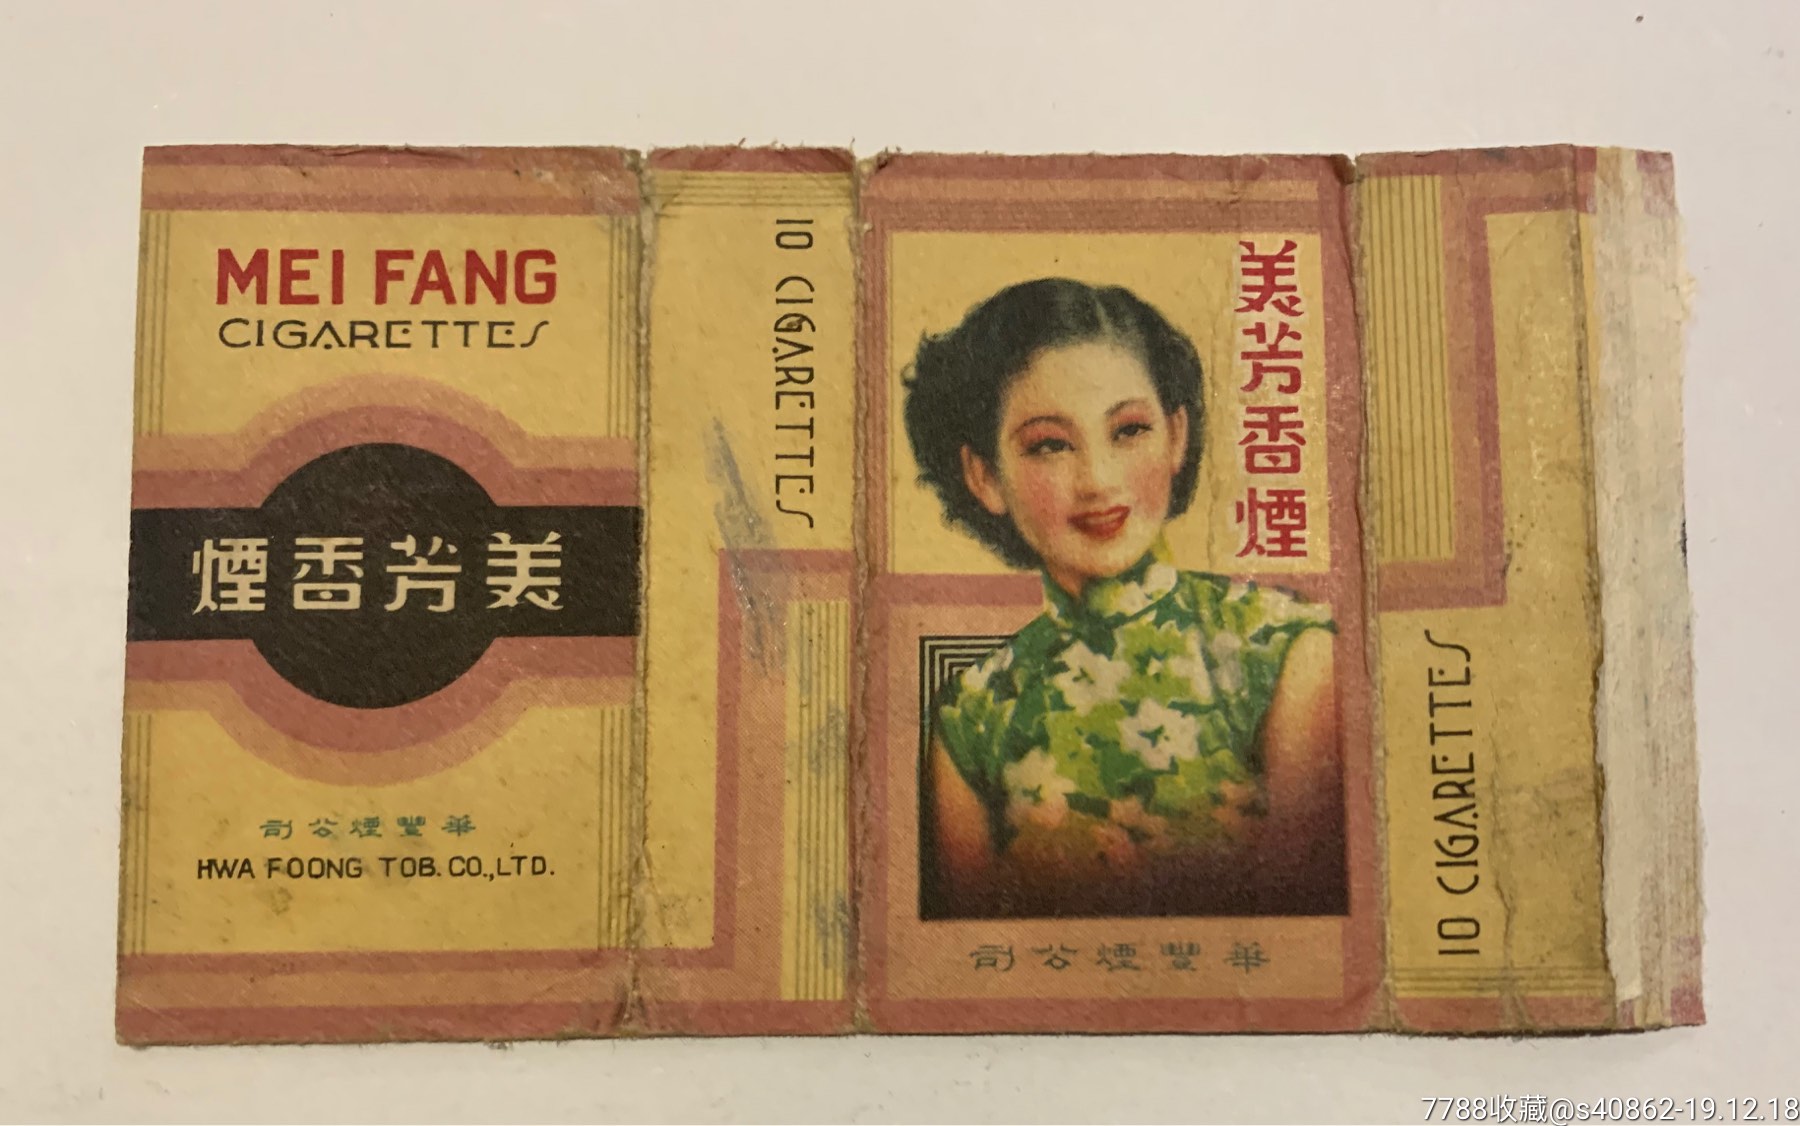 MEI FANG
CIGARETTES
美芳香煙
華豐煙公司
HWA FOONG TOB. CO., LTD.
10 CIGARETTES
美芳香煙
華豐煙公司
10 CIGARETTES
7788收藏@s40862-19.12.18